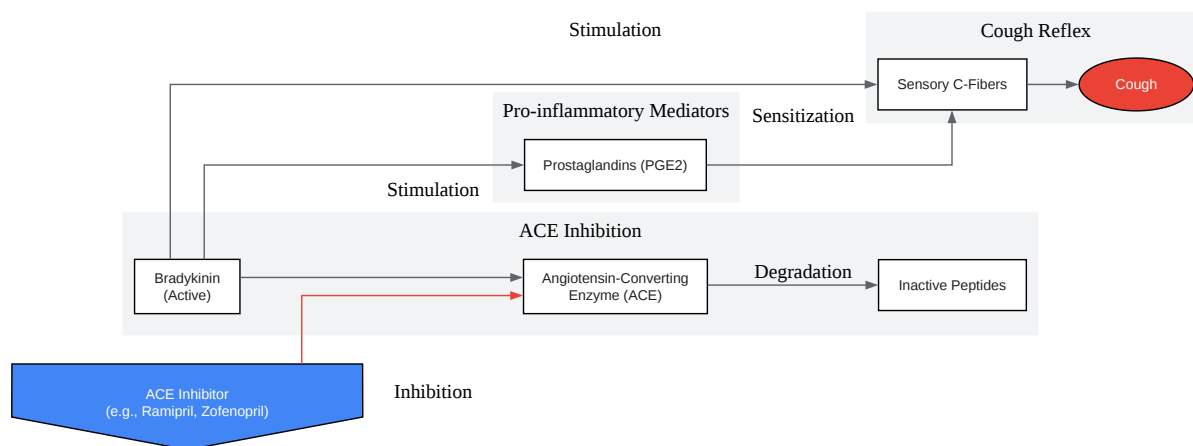 Stimulation
Cough Reflex
Sensory C-Fibers
Cough
Pro-inflammatory Mediators
Sensitization
Prostaglandins (PGE2)
Stimulation
ACE Inhibition
Bradykinin
(Active)
Angiotensin-Converting
Enzyme (ACE)
Degradation
Inactive Peptides
ACE Inhibitor
(e.g., Ramipril, Zofenopril)
Inhibition